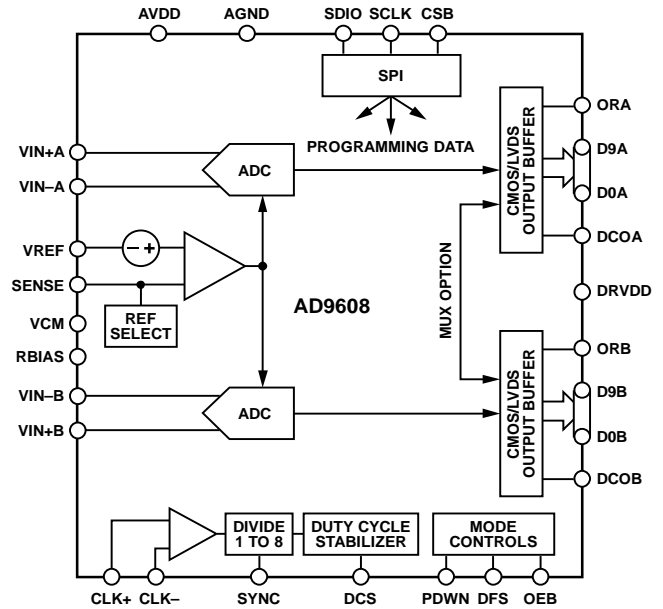 AVDD AGND SDIO SCLK CSB
SPI
PROGRAMMING DATA
ORA
VIN+A
D9A
ADC
VIN–A
D0A
CMOS/LVDS
OUTPUT BUFFER
DCOA
VREF
– +
SENSE
REF
SELECT
AD9608
MUX OPTION
DRVDD
VCM
RBIAS
ORB
VIN–B
D9B
ADC
VIN+B
D0B
CMOS/LVDS
OUTPUT BUFFER
DCOB
DIVIDE
1 TO 8
DUTY CYCLE
STABILIZER
MODE
CONTROLS
CLK+ CLK– SYNC DCS PDWN DFS OEB